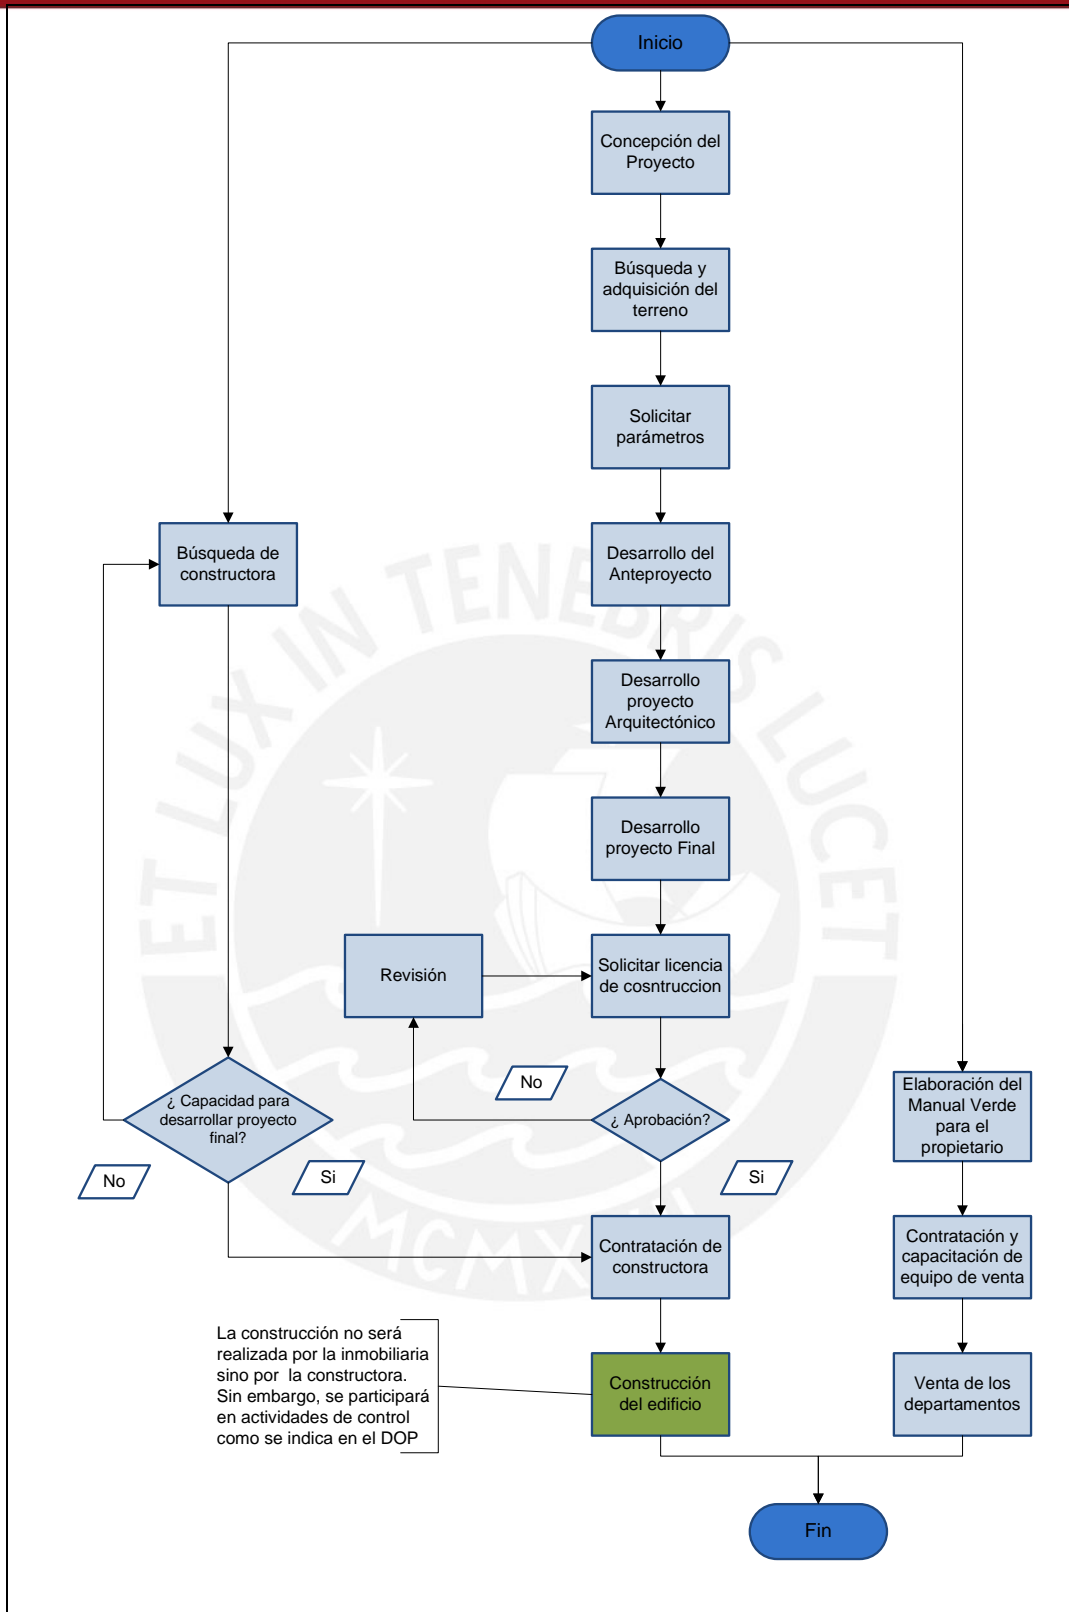 Inicio
Concepción del
Proyecto
Búsqueda y
adquisición del
terreno
Solicitar
parámetros
Búsqueda de
constructora
Desarrollo del
Anteproyecto
Desarrollo
proyecto
Arquitectónico
Desarrollo
proyecto Final
Revisión
Solicitar licencia
de cosntruccion
No
¿ Capacidad para
desarrollar proyecto
final?
¿ Aprobación?
Elaboración del
Manual Verde
para el
propietario
No
Si
Si
Contratación de
constructora
Contratación y
capacitación de
equipo de venta
La construcción no será
realizada por la inmobiliaria
sino por la constructora.
Sin embargo, se participará
en actividades de control
como se indica en el DOP
Construcción
del edificio
Venta de los
departamentos
Fin
ET LUX IN TENEBRIS LUCET